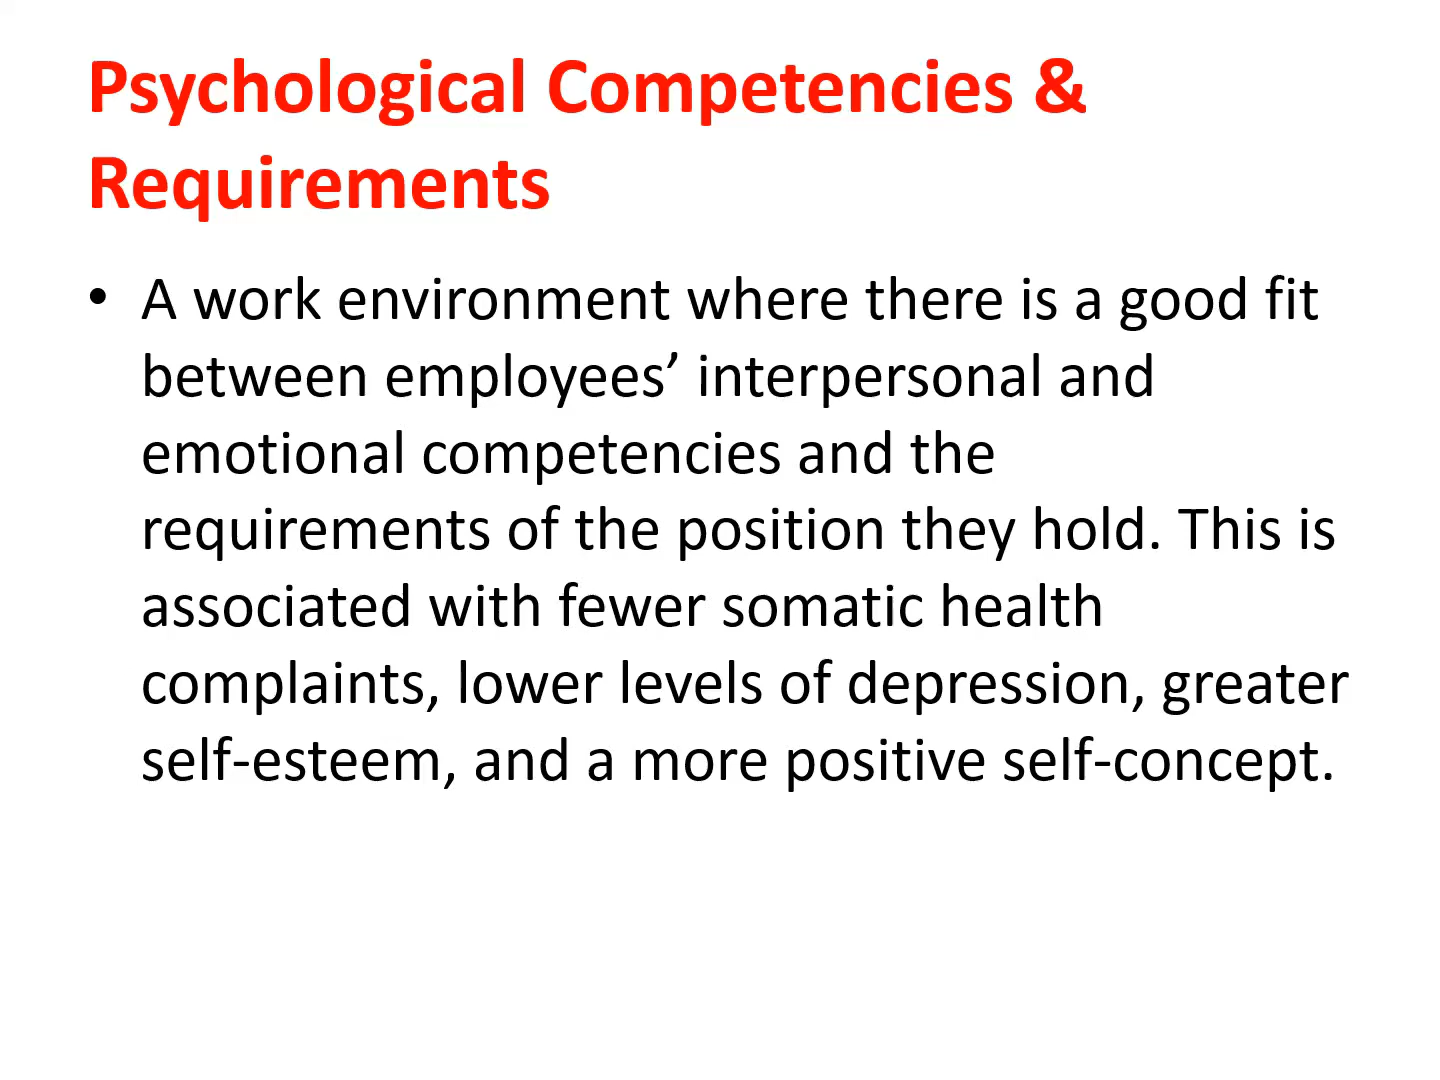 Psychological Competencies &
Requirements
• A work environment where there is a good fit
between employees’ interpersonal and
emotional competencies and the
requirements of the position they hold. This is
associated with fewer somatic health
complaints, lower levels of depression, greater
self-esteem, and a more positive self-concept.